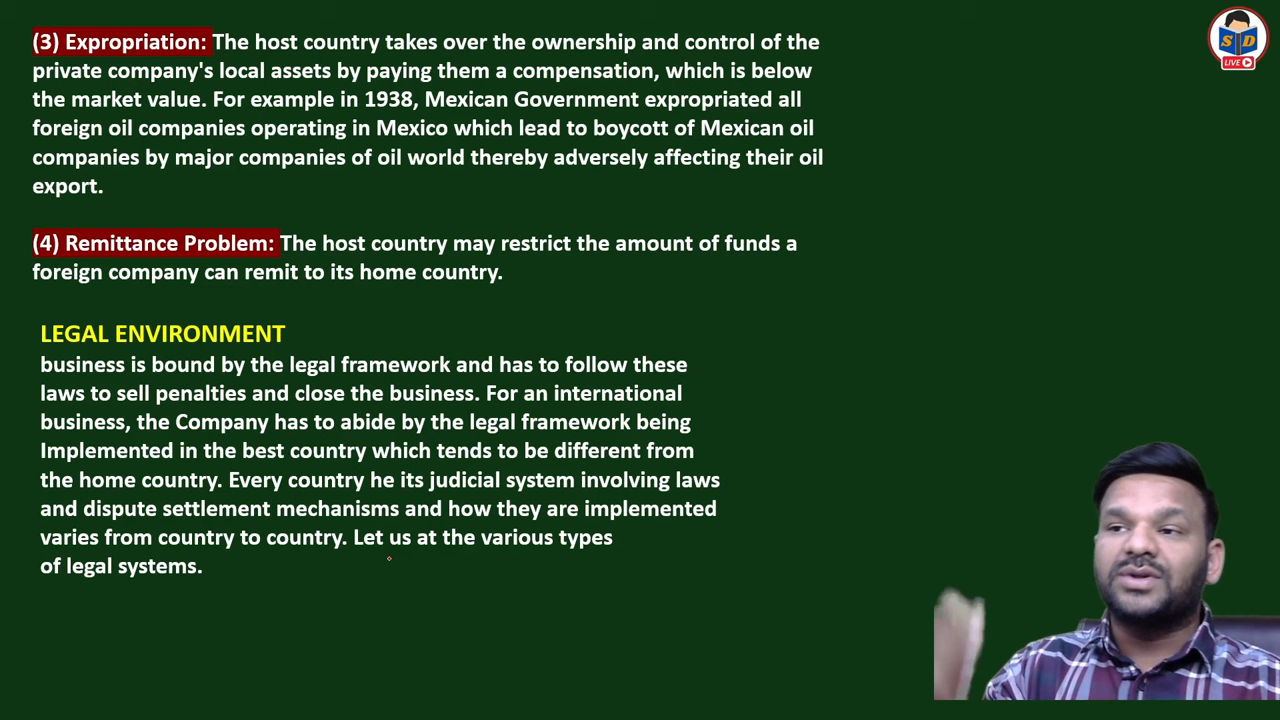 (3) Expropriation: The host country takes over the ownership and control of the
private company's local assets by paying them a compensation, which is below
the market value. For example in 1938, Mexican Government expropriated all
foreign oil companies operating in Mexico which lead to boycott of Mexican oil
companies by major companies of oil world thereby adversely affecting their oil
export.
(4) Remittance Problem: The host country may restrict the amount of funds a
foreign company can remit to its home country.
LEGAL ENVIRONMENT
business is bound by the legal framework and has to follow these
laws to sell penalties and close the business. For an international
business, the Company has to abide by the legal framework being
Implemented in the best country which tends to be different from
the home country. Every country he its judicial system involving laws
and dispute settlement mechanisms and how they are implemented
varies from country to country. Let us at the various types
of legal systems.
S D
LIVE